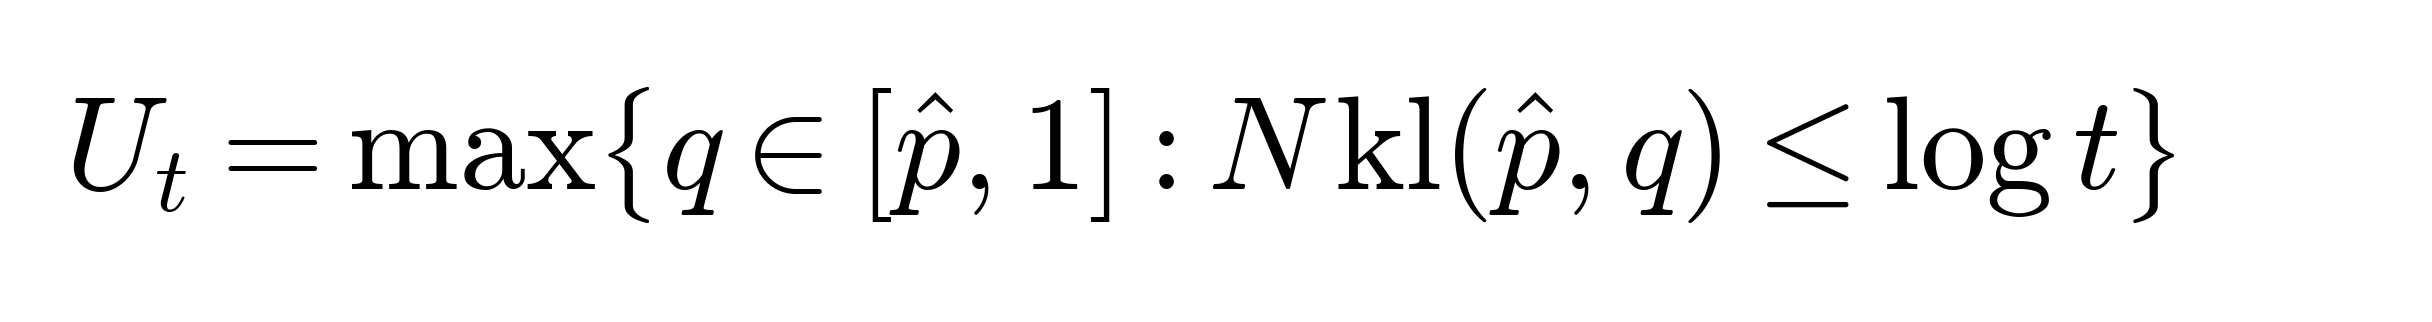 U_t = max{q ∈ [p̂, 1] : N kl(p̂, q) ≤ log t}